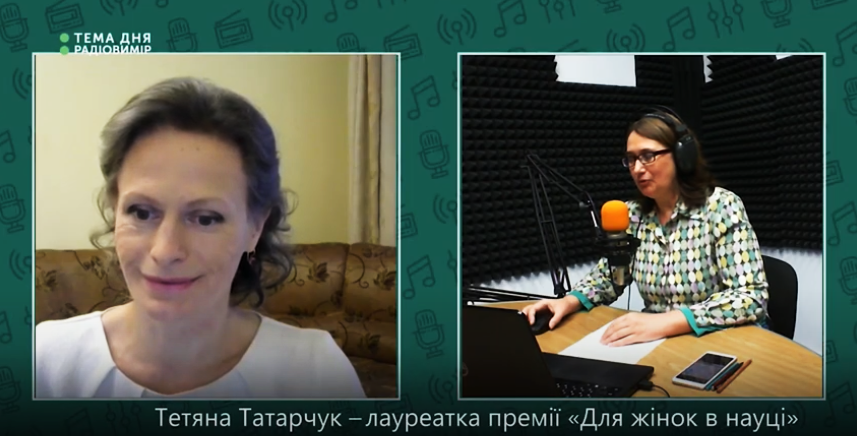 ТЕМА ДНЯ
РАДІОВИМІР
Тетяна Татарчук – лауреатка премії «Для жінок в науці»